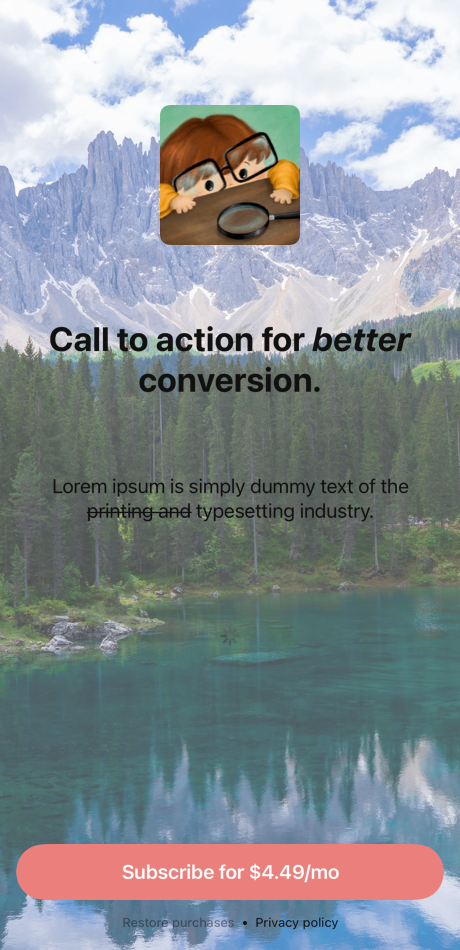 Call to action for better
conversion.
Lorem ipsum is simply dummy text of the
printing and typesetting industry.
Subscribe for $4.49/mo
Restore purchases • Privacy policy